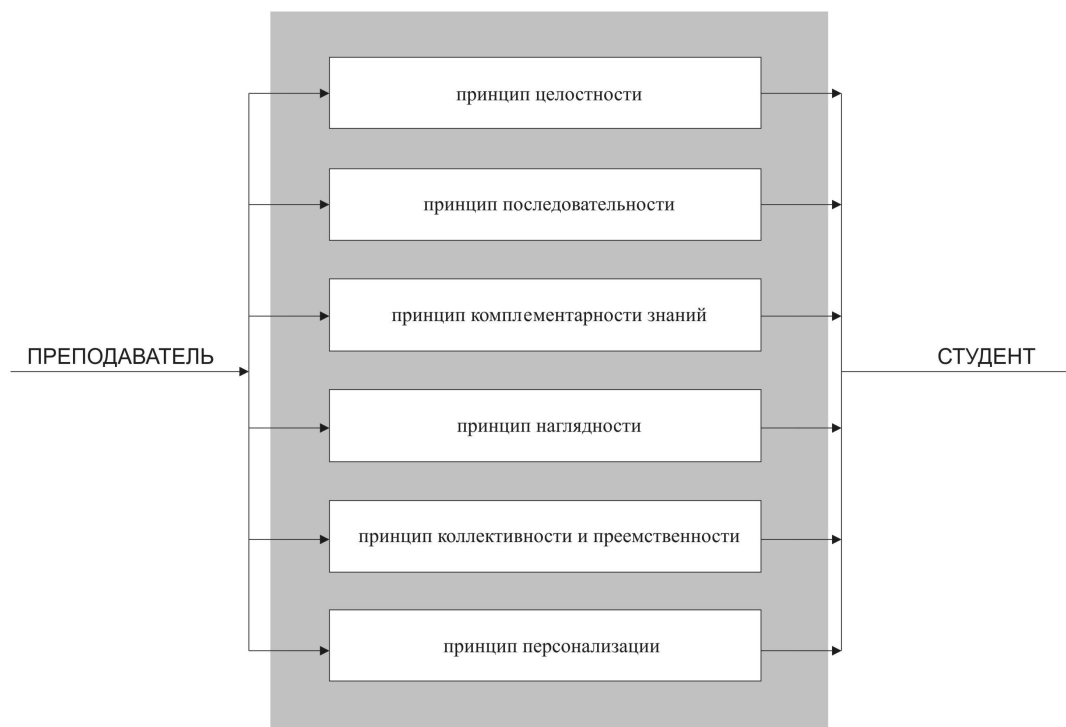 принцип целостности
принцип последовательности
принцип комплементарности знаний
ПРЕПОДАВАТЕЛЬ
СТУДЕНТ
принцип наглядности
принцип коллективности и преемственности
принцип персонализации